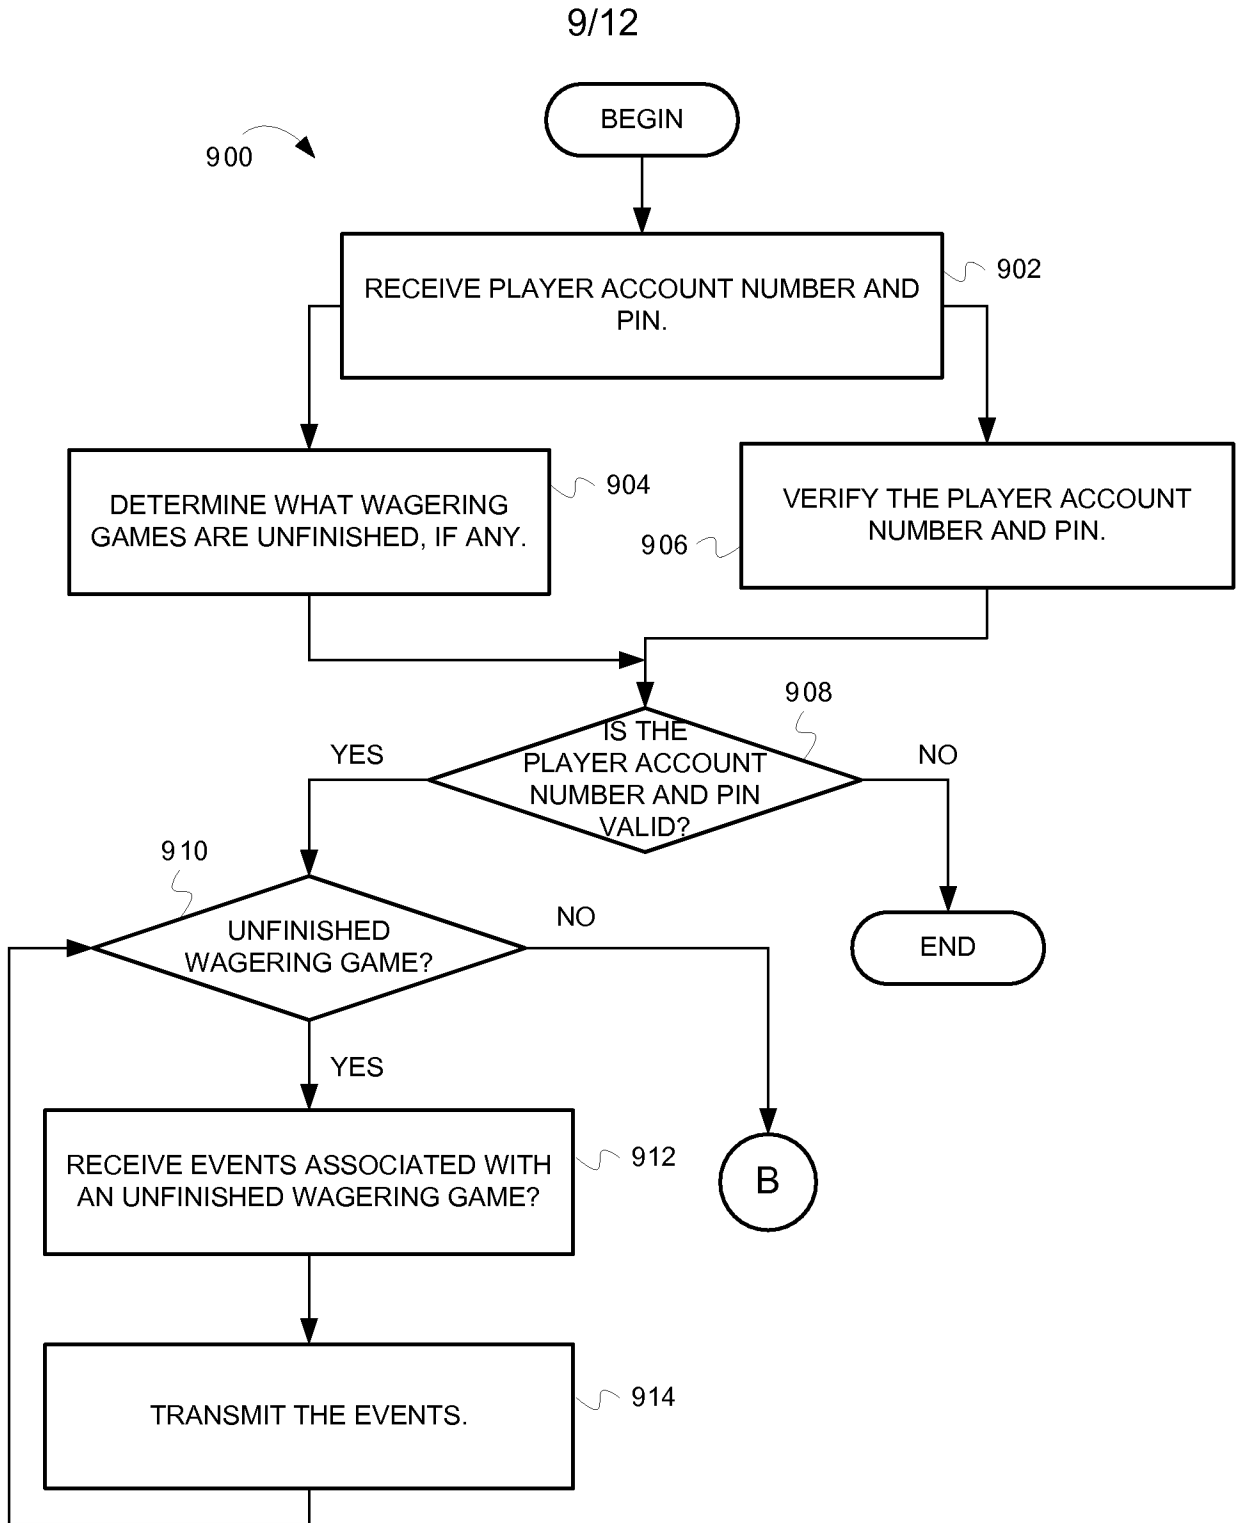 9/12
BEGIN
900
902
RECEIVE PLAYER ACCOUNT NUMBER AND
PIN.
904
DETERMINE WHAT WAGERING
GAMES ARE UNFINISHED, IF ANY.
VERIFY THE PLAYER ACCOUNT
NUMBER AND PIN.
906
908
IS THE
PLAYER ACCOUNT
NUMBER AND PIN
VALID?
YES
NO
910
UNFINISHED
WAGERING GAME?
NO
END
YES
912
RECEIVE EVENTS ASSOCIATED WITH
AN UNFINISHED WAGERING GAME?
B
914
TRANSMIT THE EVENTS.